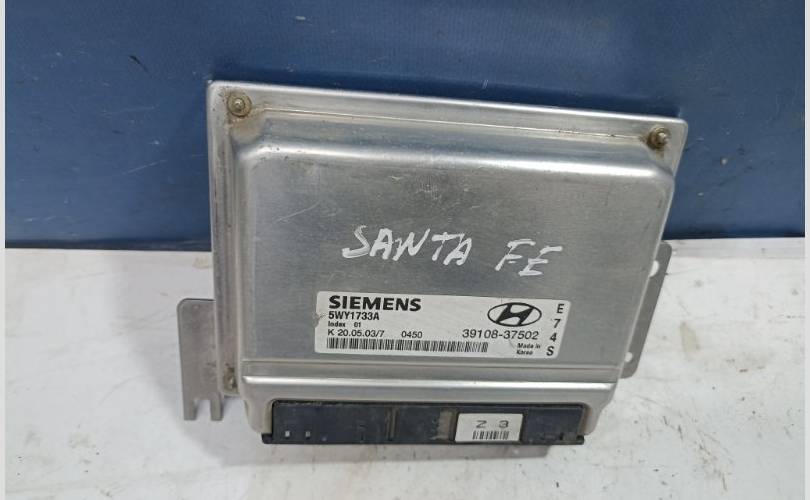 SANTA FE
SIEMENS
5WY1733A
Index 01
K 20.05.03/7 0450
39108-37502
Made in
Korea
E
7
4
S
Z 3